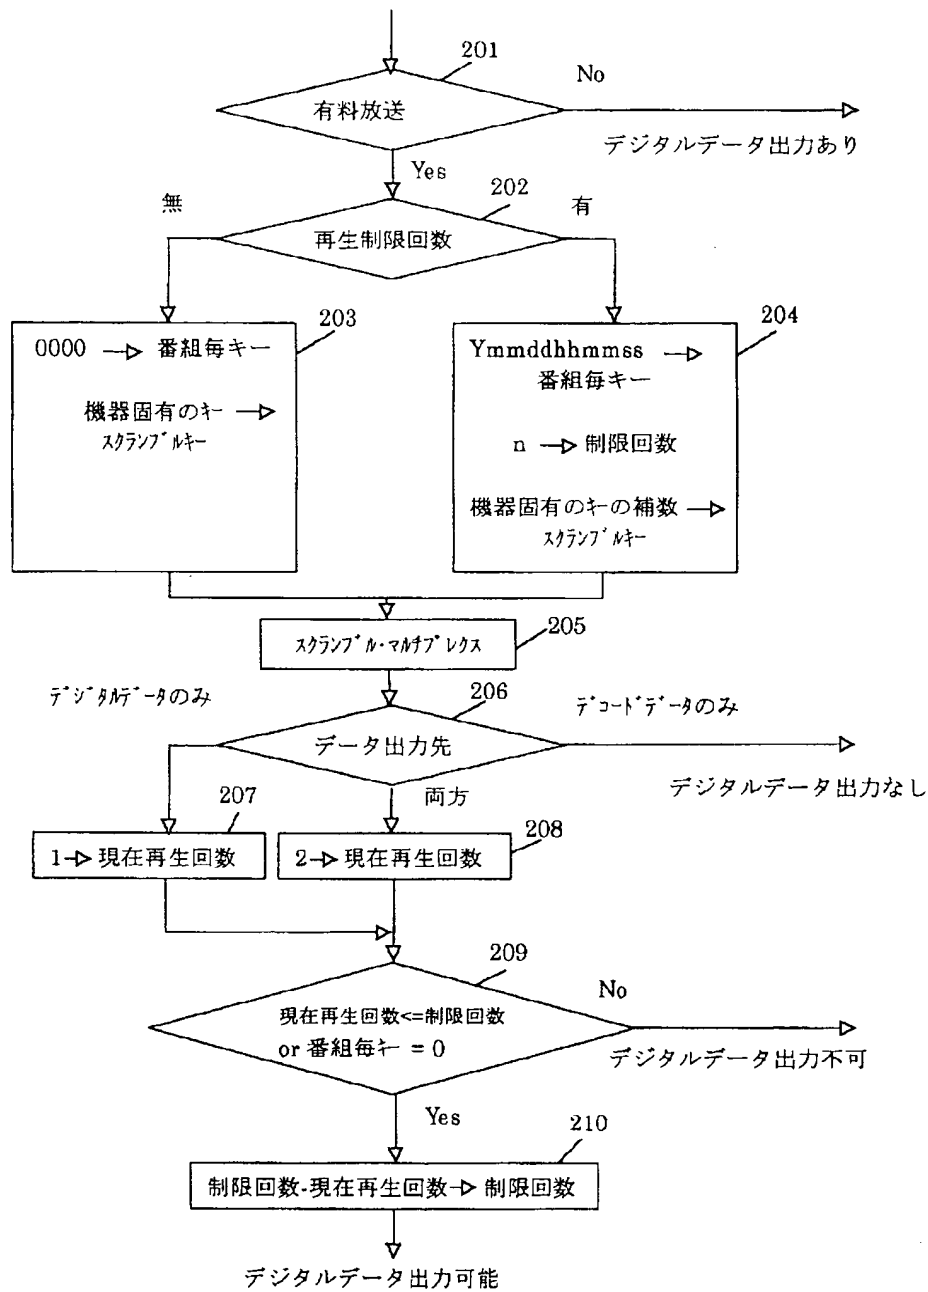 201
No
有料放送
デジタルデータ出力あり
Yes
202
無
有
再生制限回数
203
204
0000 → 番組毎キー
機器固有のキー →
スクランブルキー
Ymmddhhmmss →
番組毎キー
n → 制限回数
機器固有のキーの補数 →
スクランブルキー
スクランブル・マルチプレクス
205
デジタルデータのみ
206
デコードデータのみ
データ出力先
デジタルデータ出力なし
207
両方
208
1→現在再生回数
2→現在再生回数
209
No
現在再生回数<=制限回数
or 番組毎キー = 0
デジタルデータ出力不可
Yes
210
制限回数-現在再生回数→制限回数
デジタルデータ出力可能